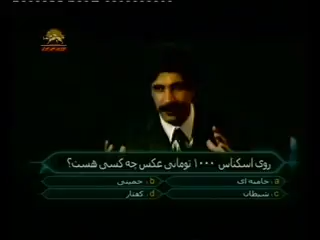 روی اسکناس ۱۰۰۰ تومانی عکس چه کسی هست؟
a: خامنه ای
b: خمینی
c: شیطان
d: کفتار